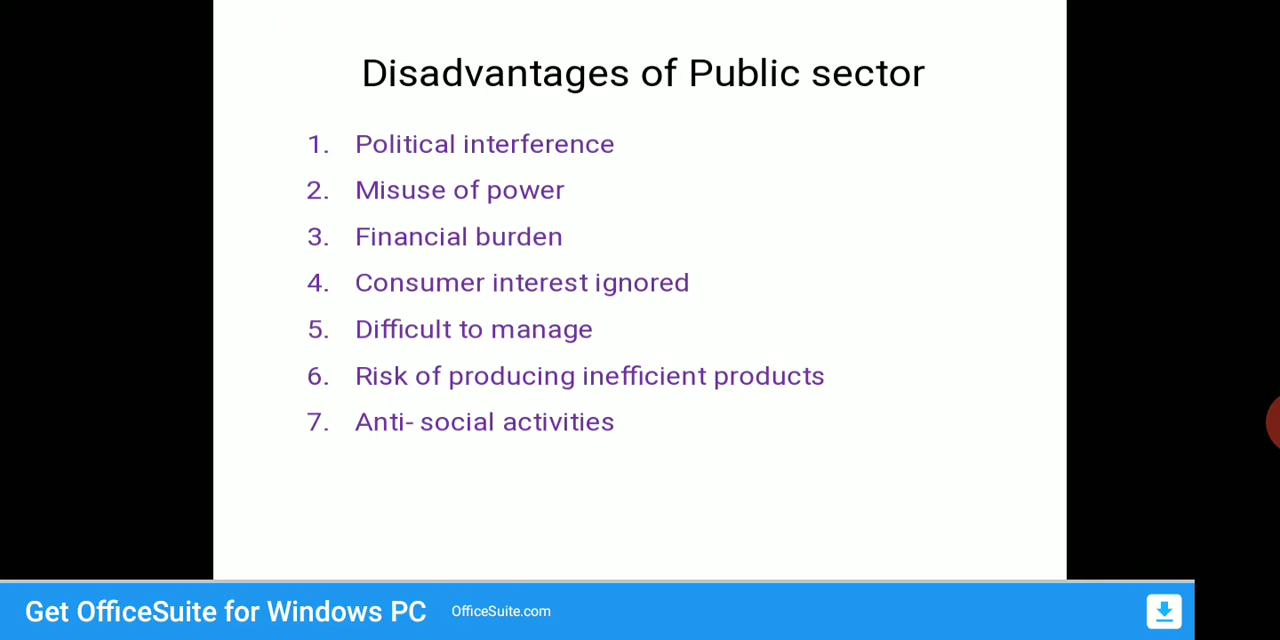 Disadvantages of Public sector
1. Political interference
2. Misuse of power
3. Financial burden
4. Consumer interest ignored
5. Difficult to manage
6. Risk of producing inefficient products
7. Anti- social activities
Get OfficeSuite for Windows PC OfficeSuite.com